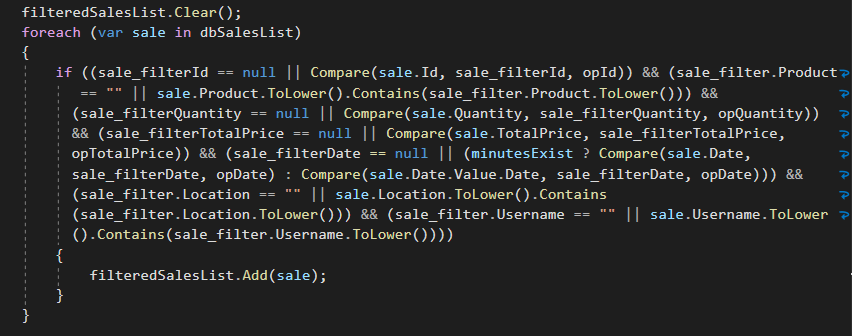 filteredSalesList.Clear();
foreach (var sale in dbSalesList)
{
if ((sale_filterId == null || Compare(sale.Id, sale_filterId, opId)) && (sale_filter.Product
== "" || sale.Product.ToLower().Contains(sale_filter.Product.ToLower())) &&
(sale_filterQuantity == null || Compare(sale.Quantity, sale_filterQuantity, opQuantity))
&& (sale_filterTotalPrice == null || Compare(sale.TotalPrice, sale_filterTotalPrice,
opTotalPrice)) && (sale_filterDate == null || (minutesExist ? Compare(sale.Date,
sale_filterDate, opDate) : Compare(sale.Date.Value.Date, sale_filterDate, opDate))) &&
(sale_filter.Location == "" || sale.Location.ToLower().Contains
(sale_filter.Location.ToLower())) && (sale_filter.Username == "" || sale.Username.ToLower
().Contains(sale_filter.Username.ToLower())))
{
filteredSalesList.Add(sale);
}
}